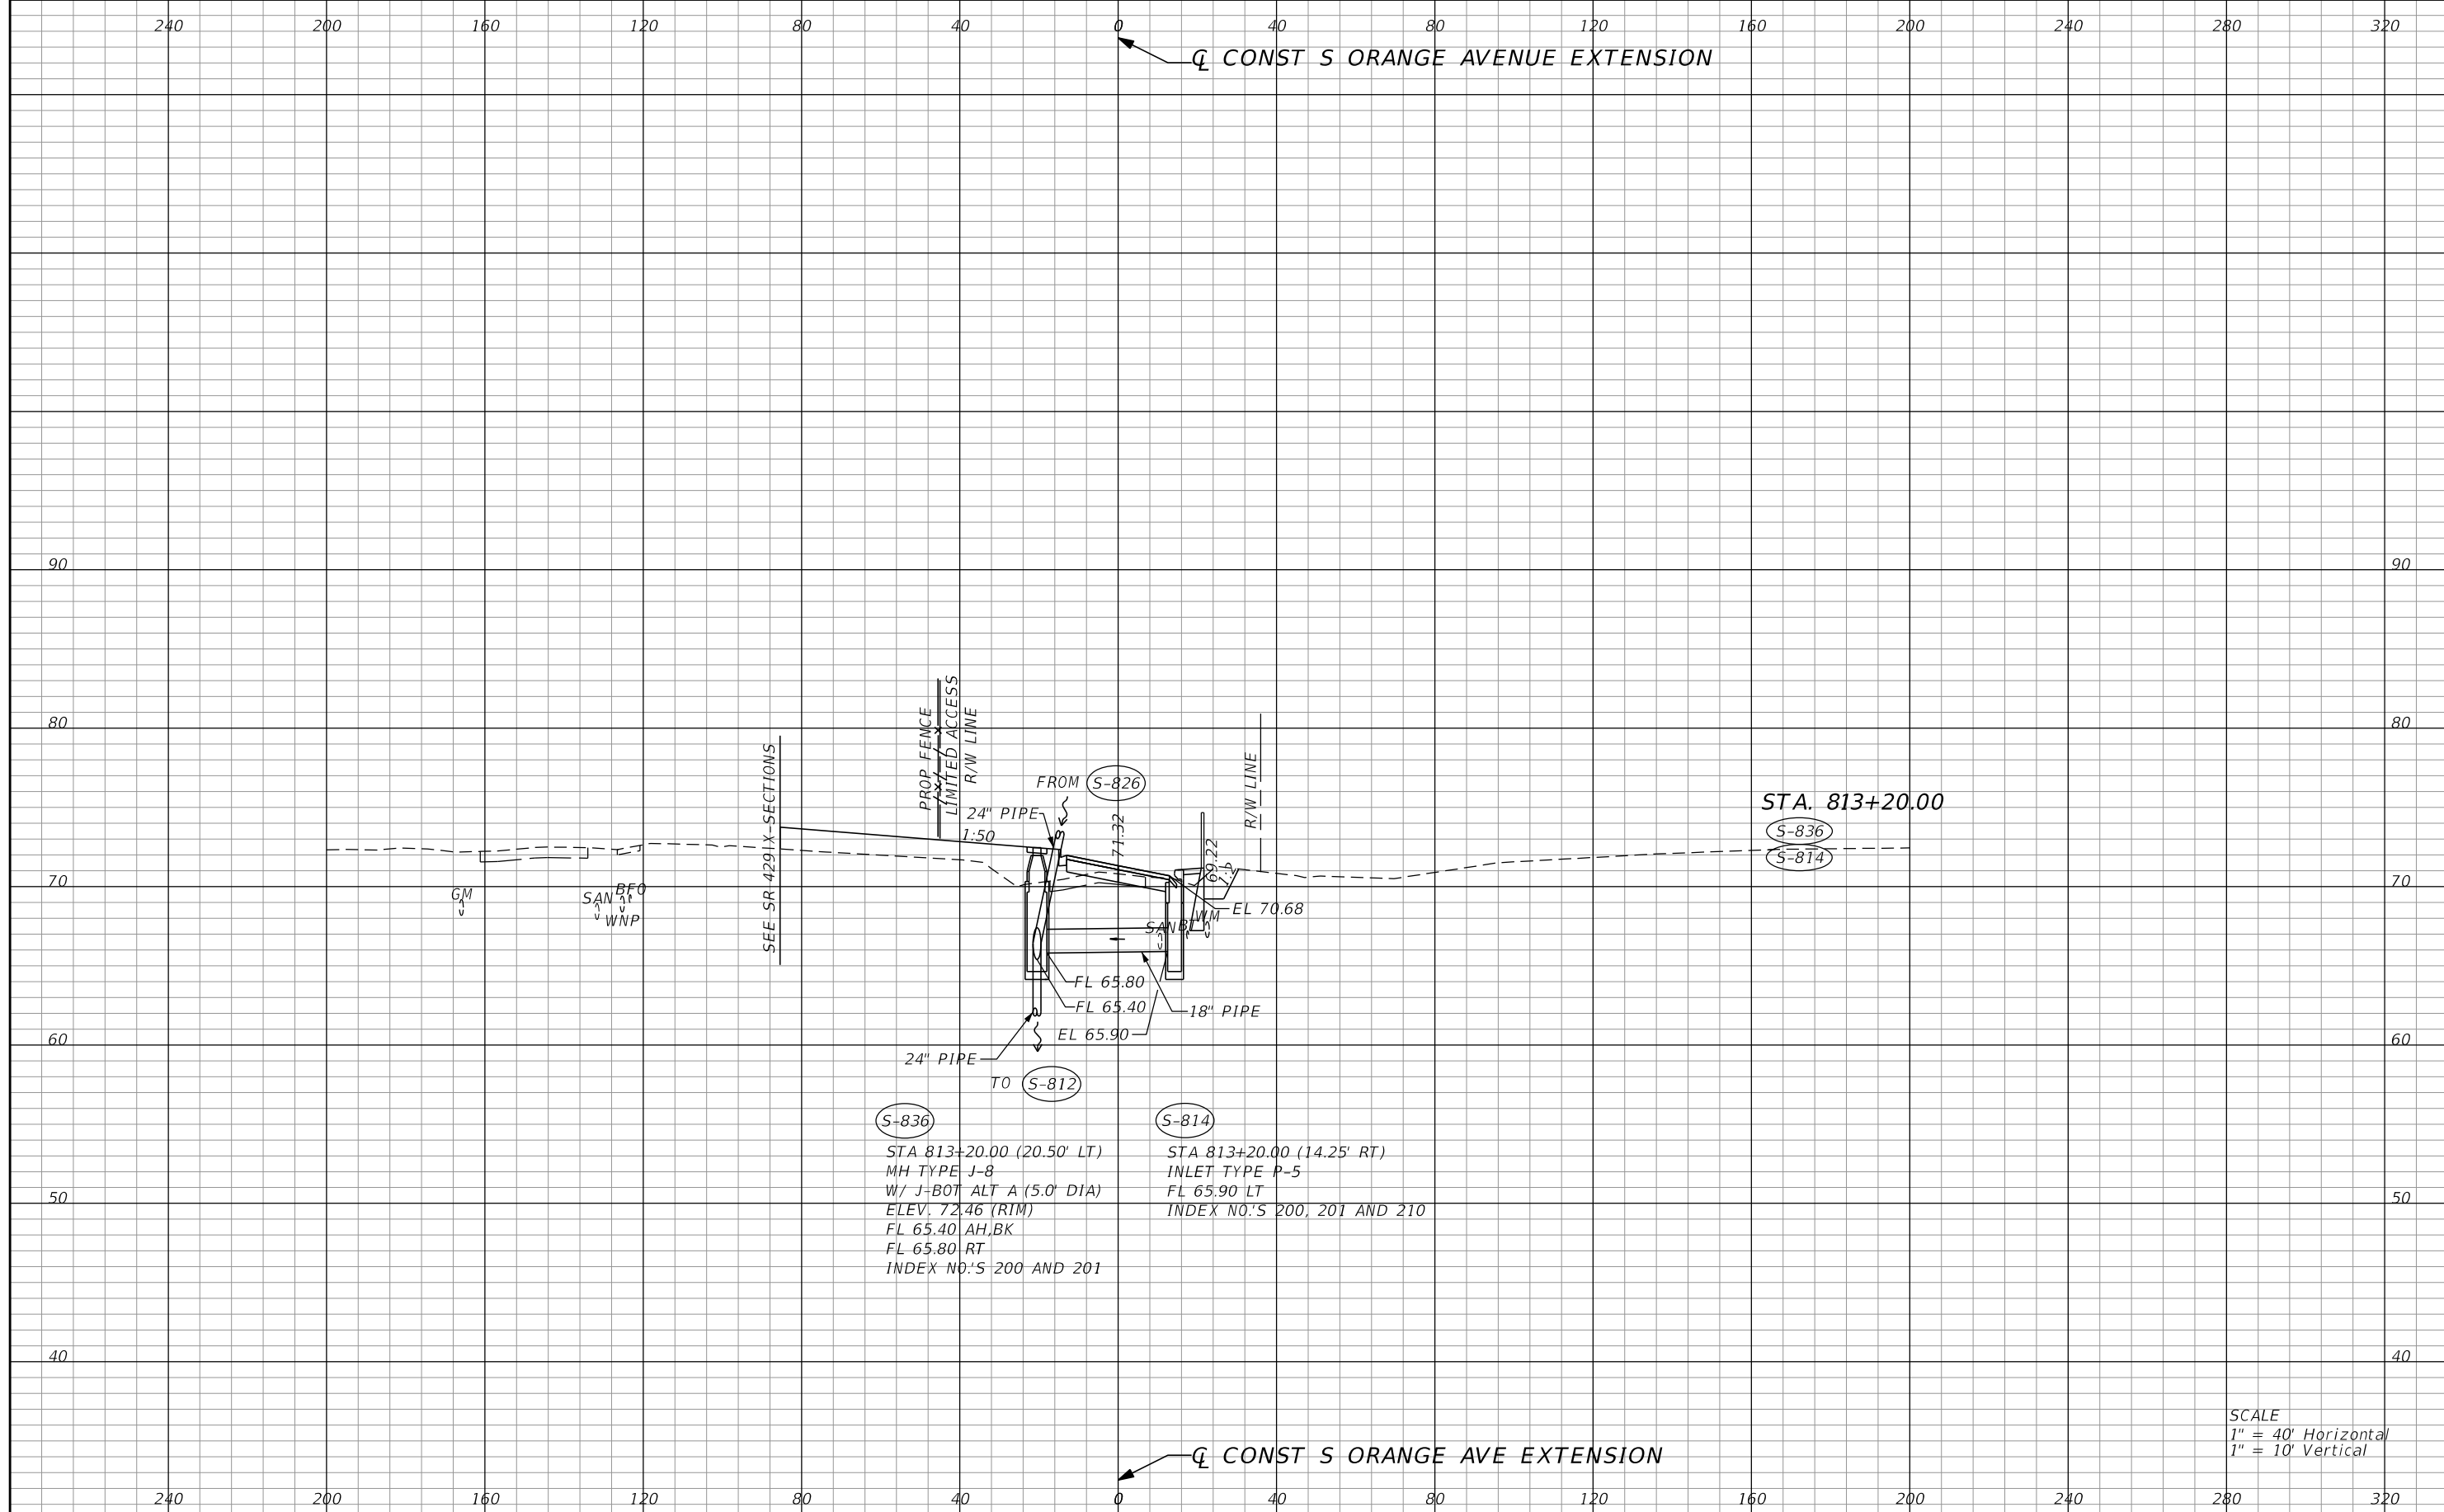 240 200 160 120 80 40 0 40 80 120 160 200 240 280 320
℄ CONST S ORANGE AVENUE EXTENSION
90 90
80 80
SEE SR 429 X-SECTIONS
PROP FENCE
LIMITED ACCESS
R/W LINE
FROM S-826
24" PIPE
1:50
71.32
69.22
1:2
R/W LINE
STA. 813+20.00
S-836
S-814
70 70
GM
SAN
BFO
WNP
EL 70.68
SAN
BT
WM
FL 65.80
FL 65.40
18" PIPE
EL 65.90
60 60
24" PIPE
TO S-812
S-836
STA 813+20.00 (20.50' LT)
MH TYPE J-8
W/ J-BOT ALT A (5.0' DIA)
ELEV. 72.46 (RIM)
FL 65.40 AH,BK
FL 65.80 RT
INDEX NO.'S 200 AND 201
S-814
STA 813+20.00 (14.25' RT)
INLET TYPE P-5
FL 65.90 LT
INDEX NO.'S 200, 201 AND 210
50 50
40 40
SCALE
1" = 40' Horizontal
1" = 10' Vertical
℄ CONST S ORANGE AVE EXTENSION
240 200 160 120 80 40 0 40 80 120 160 200 240 280 320